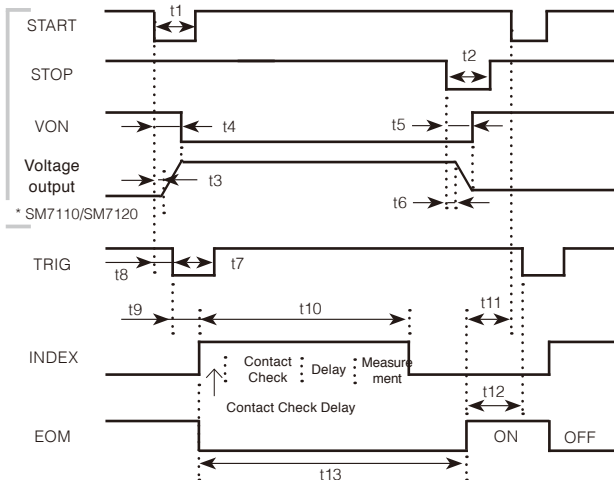 START
t1
STOP
t2
VON
t4
t5
Voltage
output
t3
t6
* SM7110/SM7120
TRIG
t8
t7
t9
t10
t11
INDEX
Contact
Check
Delay
Measure
ment
Contact Check Delay
t12
EOM
ON
OFF
t13